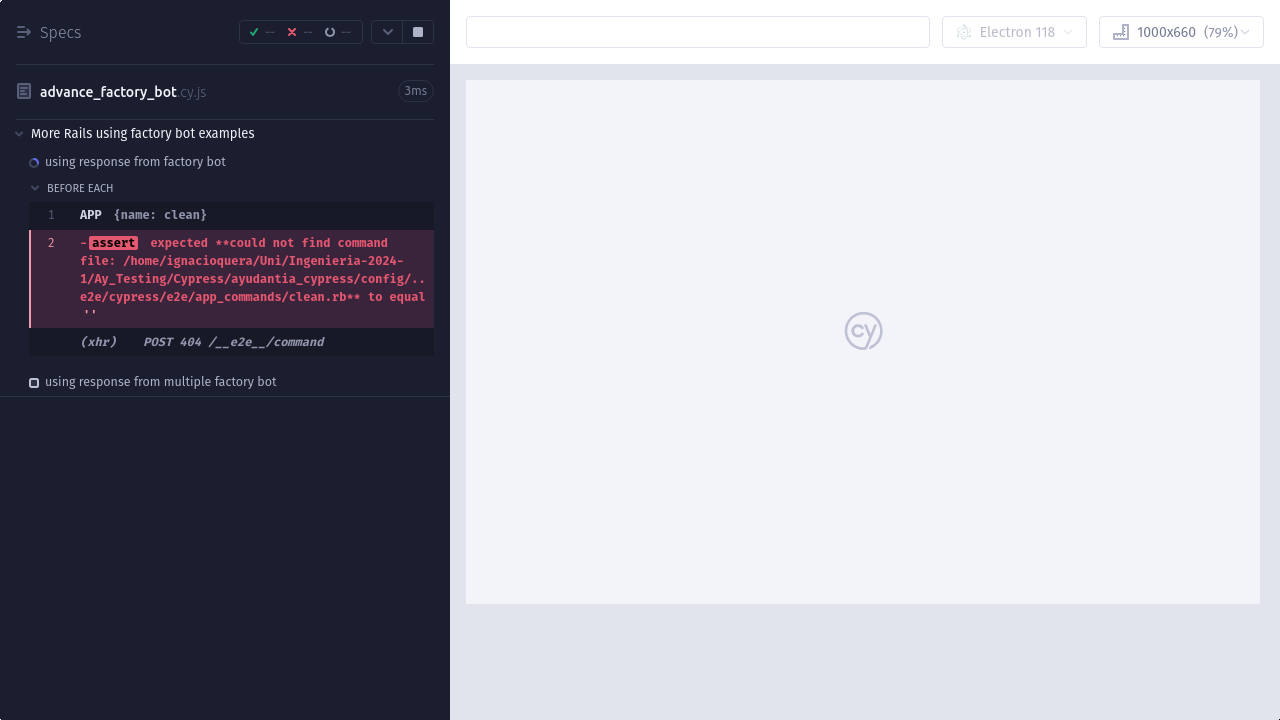 Specs
-- -- --
Electron 118
1000x660 (79%)
advance_factory_bot.cy.js
3ms
More Rails using factory bot examples
using response from factory bot
BEFORE EACH
1 APP {name: clean}
2 -assert expected **could not find command
file: /home/ignacioquera/Uni/Ingenieria-2024-
1/Ay_Testing/Cypress/ayudantia_cypress/config/..
e2e/cypress/e2e/app_commands/clean.rb** to equal
''
(xhr) POST 404 /__e2e__/command
using response from multiple factory bot
cy